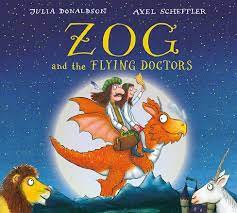 JULIA DONALDSON AXEL SCHEFFLER
ZOG
and the FLYING DOCTORS